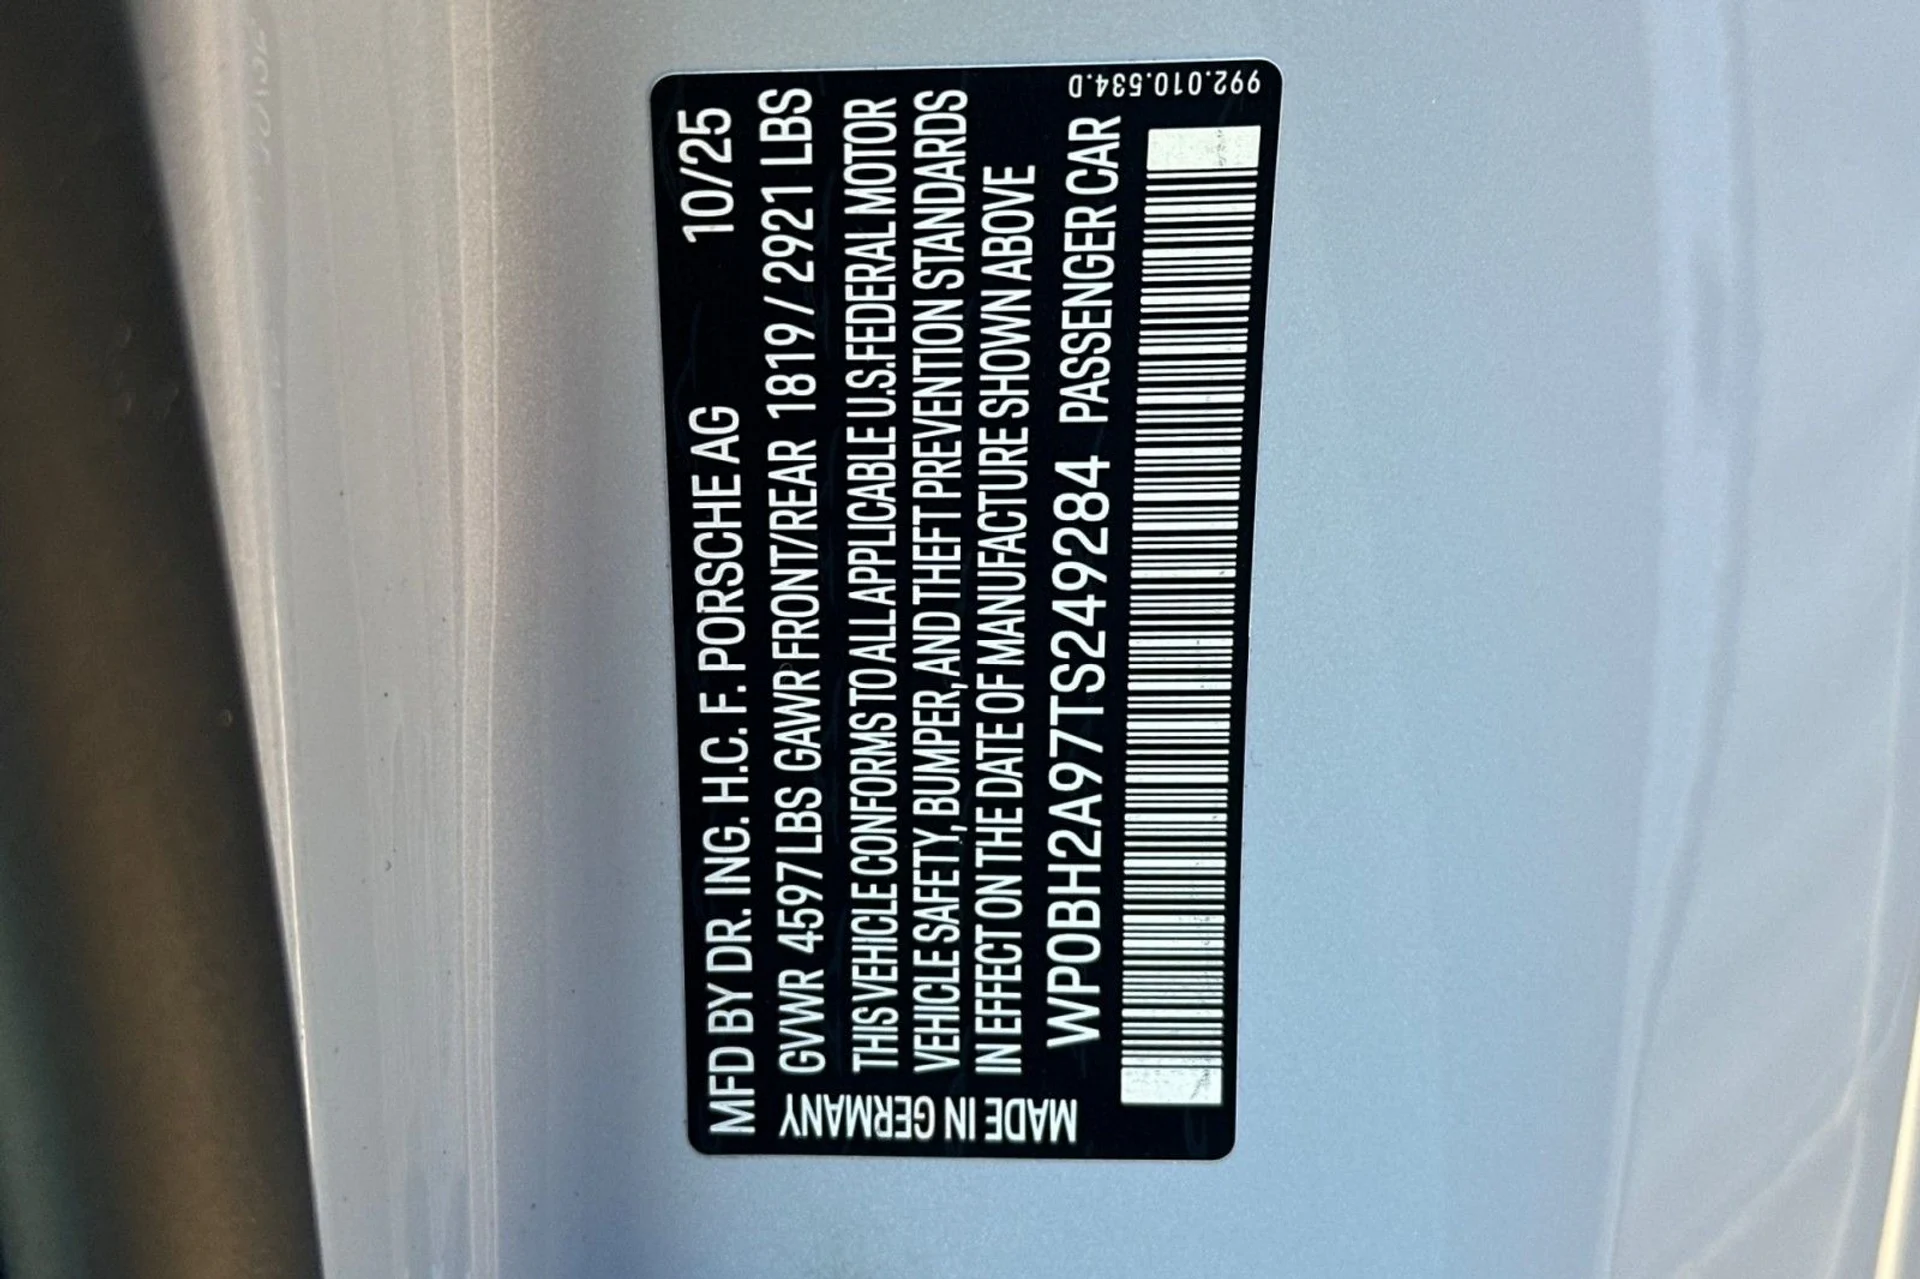 MFD BY DR. ING. H.C. F. PORSCHE AG 10/25
GVWR 4597 LBS GAWR FRONT/REAR 1819 / 2921 LBS
THIS VEHICLE CONFORMS TO ALL APPLICABLE U.S.FEDERAL MOTOR
VEHICLE SAFETY, BUMPER, AND THEFT PREVENTION STANDARDS
IN EFFECT ON THE DATE OF MANUFACTURE SHOWN ABOVE
WP0BH2A97TS249284 PASSENGER CAR
MADE IN GERMANY
992.010.534.D